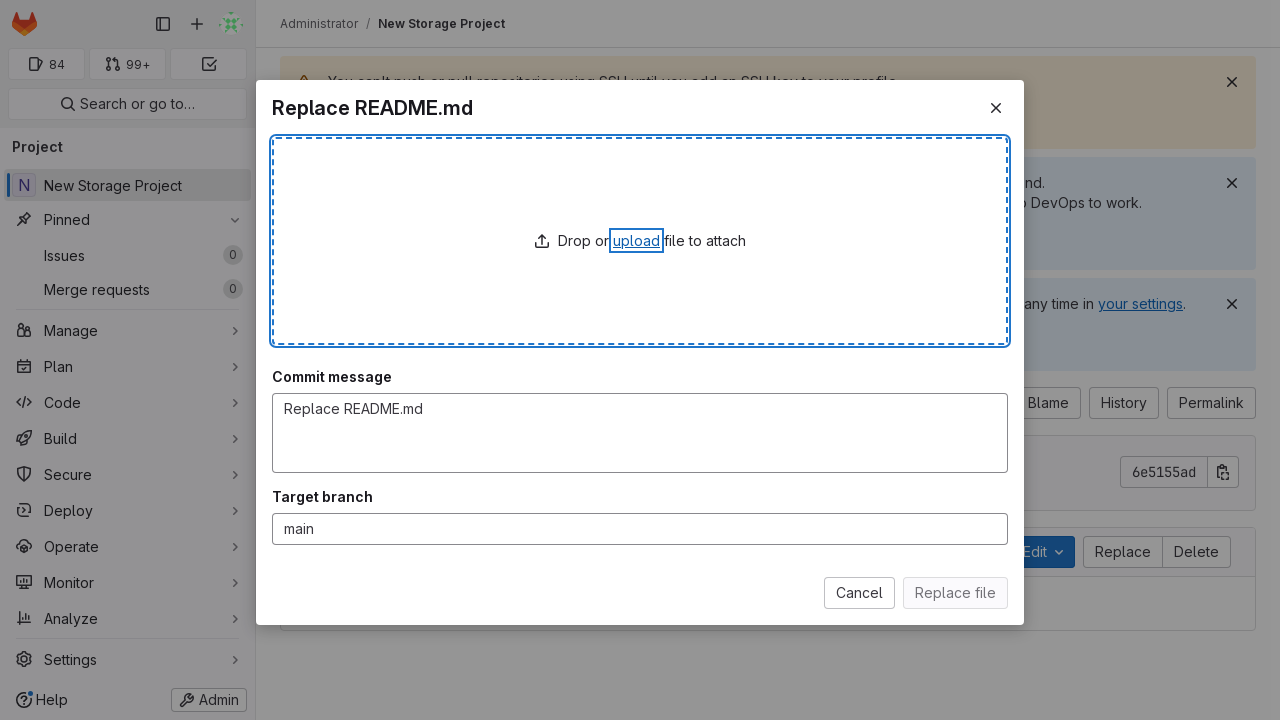 Administrator / New Storage Project
84
99+
Search or go to…
Project
N New Storage Project
Pinned
Issues 0
Merge requests 0
Manage
Plan
Code
Build
Secure
Deploy
Operate
Monitor
Analyze
Settings
Help
Admin
You can't push or pull repositories using SSH until you add an SSH key to your profile.
nd.
DevOps to work.
any time in your settings.
Blame
History
Permalink
6e5155ad
Edit
Replace
Delete
Replace README.md
Drop or upload file to attach
Commit message
Replace README.md
Target branch
main
Cancel
Replace file